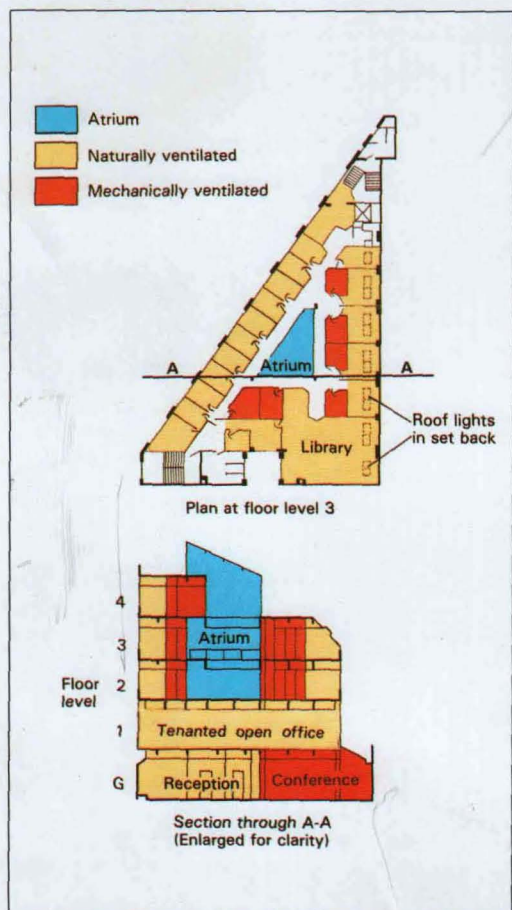 Atrium
Naturally ventilated
Mechanically ventilated
Atrium
A
A
Roof lights
in set back
Library
Plan at floor level 3
4
3
Atrium
Floor
level
2
1
Tenanted open office
G
Reception
Conference
Section through A-A
(Enlarged for clarity)